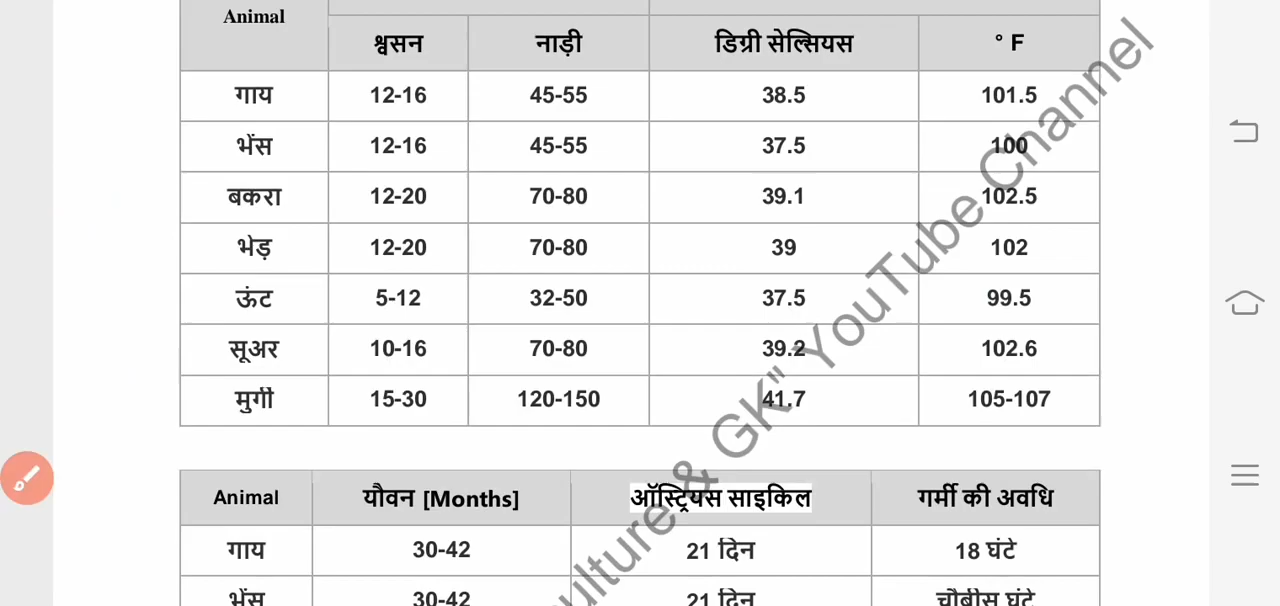 Animal
श्वसन नाड़ी डिग्री सेल्सियस ° F
गाय 12-16 45-55 38.5 101.5
भेंस 12-16 45-55 37.5 100
बकरा 12-20 70-80 39.1 102.5
भेड़ 12-20 70-80 39 102
ऊंट 5-12 32-50 37.5 99.5
सूअर 10-16 70-80 39.2 102.6
मुर्गी 15-30 120-150 41.7 105-107
Animal यौवन [Months] ऑस्ट्रियस साइकिल गर्मी की अवधि
गाय 30-42 21 दिन 18 घंटे
भेंस 30-42 21 दिन चौबीस घंटे
ulture & GK" YouTube Channel